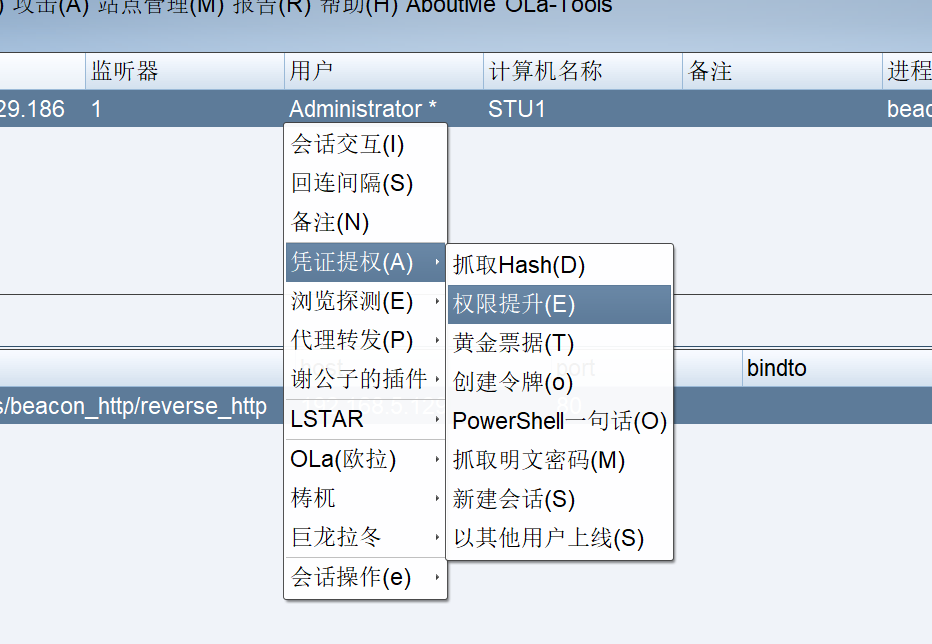 ) 攻击(A) 站点管理(M) 报告(R) 帮助(H) AboutMe OLa-Tools
监听器 用户 计算机名称 备注 进程
29.186 1 Administrator * STU1 beac
会话交互(I)
回连间隔(S)
备注(N)
凭证提权(A)
浏览探测(E)
代理转发(P)
谢公子的插件
LSTAR
OLa(欧拉)
梼杌
巨龙拉冬
会话操作(e)
抓取Hash(D)
权限提升(E)
黄金票据(T)
创建令牌(o)
PowerShell一句话(O)
抓取明文密码(M)
新建会话(S)
以其他用户上线(S)
host port bindto
s/beacon_http/reverse_http